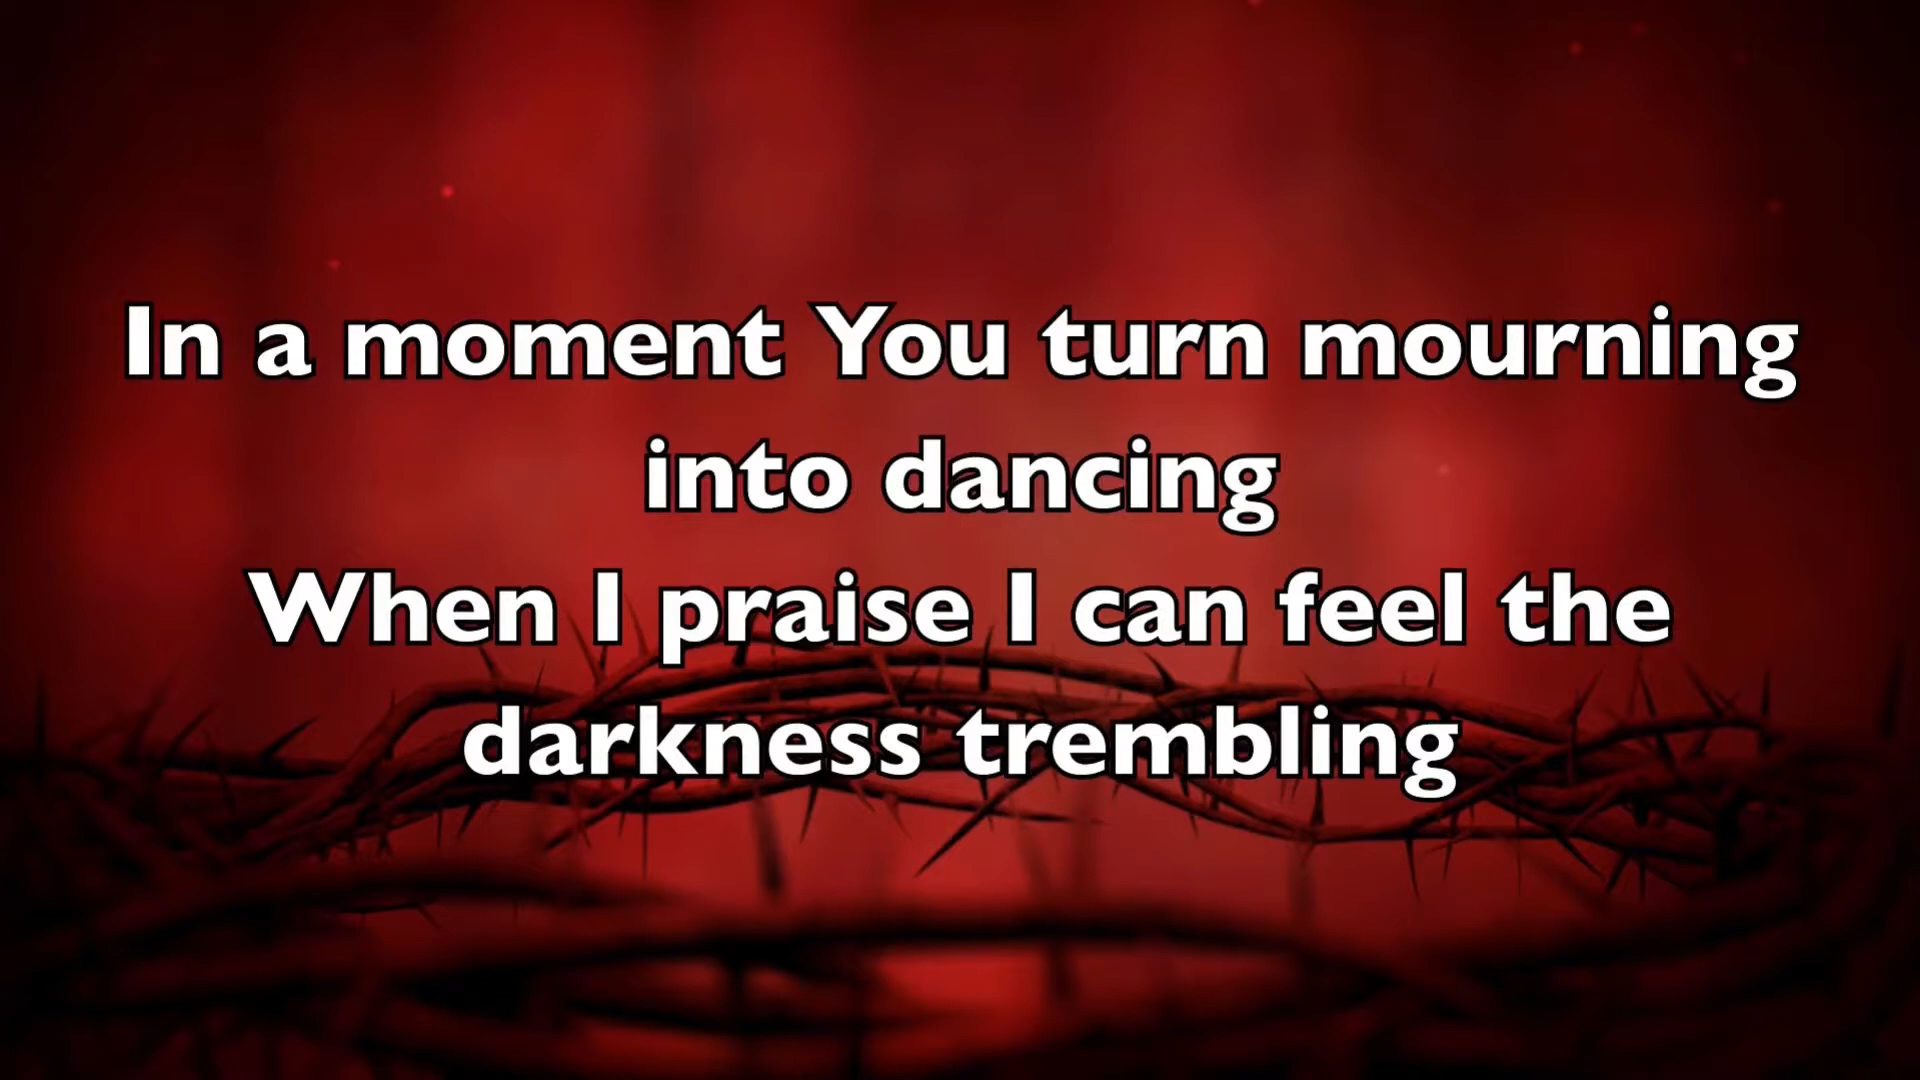 In a moment You turn mourning
into dancing
When I praise I can feel the
darkness trembling